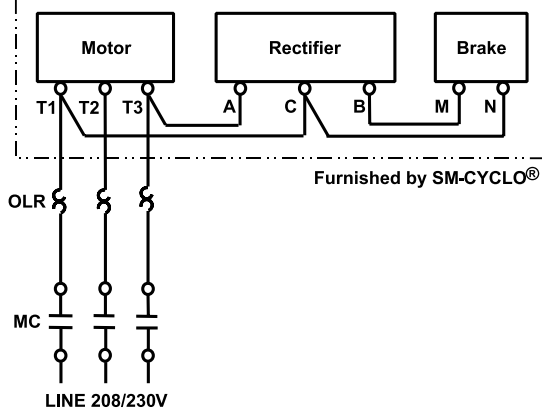 Motor Rectifier Brake
T1 T2 T3 A C B M N
Furnished by SM-CYCLO®
OLR
MC
LINE 208/230V